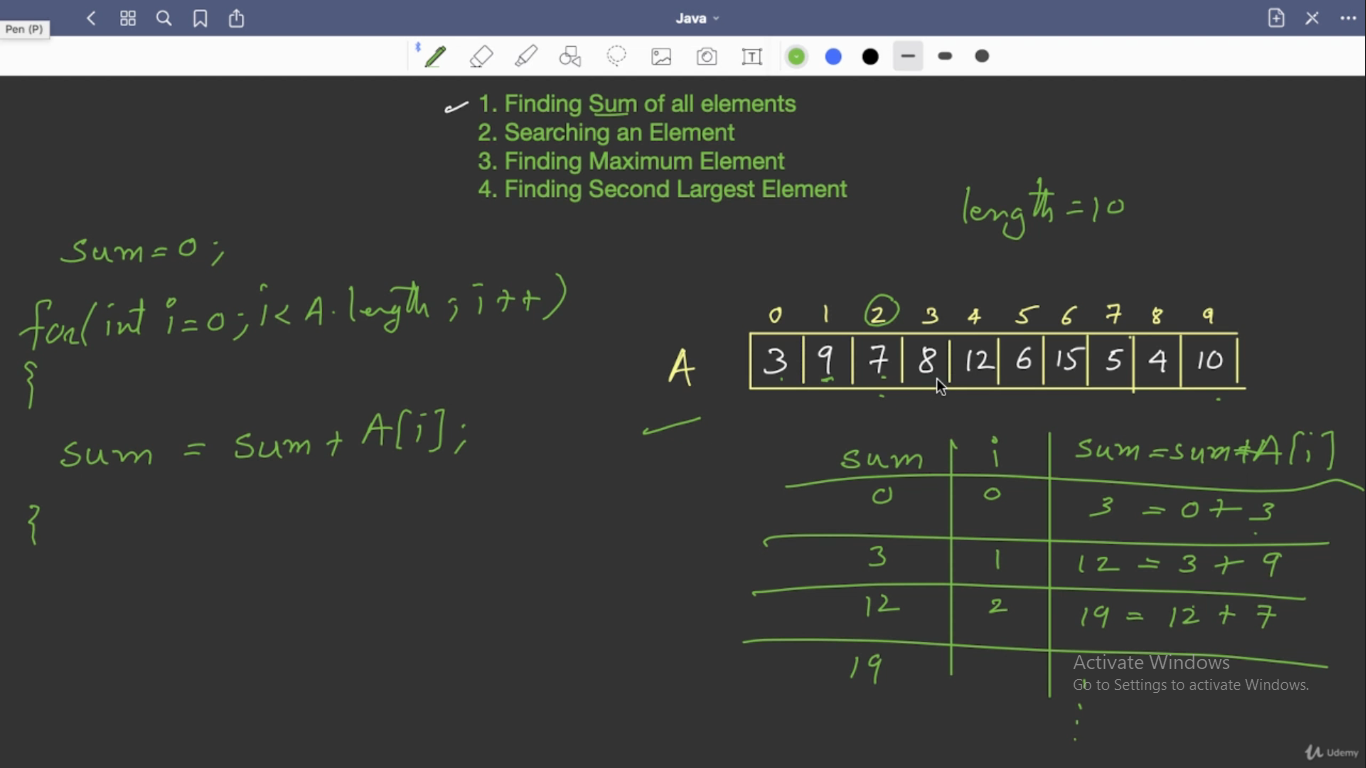 Java
Pen (P)
1. Finding Sum of all elements
2. Searching an Element
3. Finding Maximum Element
4. Finding Second Largest Element
length = 10
sum = 0 ;
for( int i = 0 ; i < A. length ; i++ )
{
sum = sum + A[i];
}
0 1 2 3 4 5 6 7 8 9
A 3 9 7 8 12 6 15 5 4 10
sum i sum = sum + A[i]
0 0 3 = 0 + 3
3 1 12 = 3 + 9
12 2 19 = 12 + 7
19
Activate Windows
Go to Settings to activate Windows.
Udemy